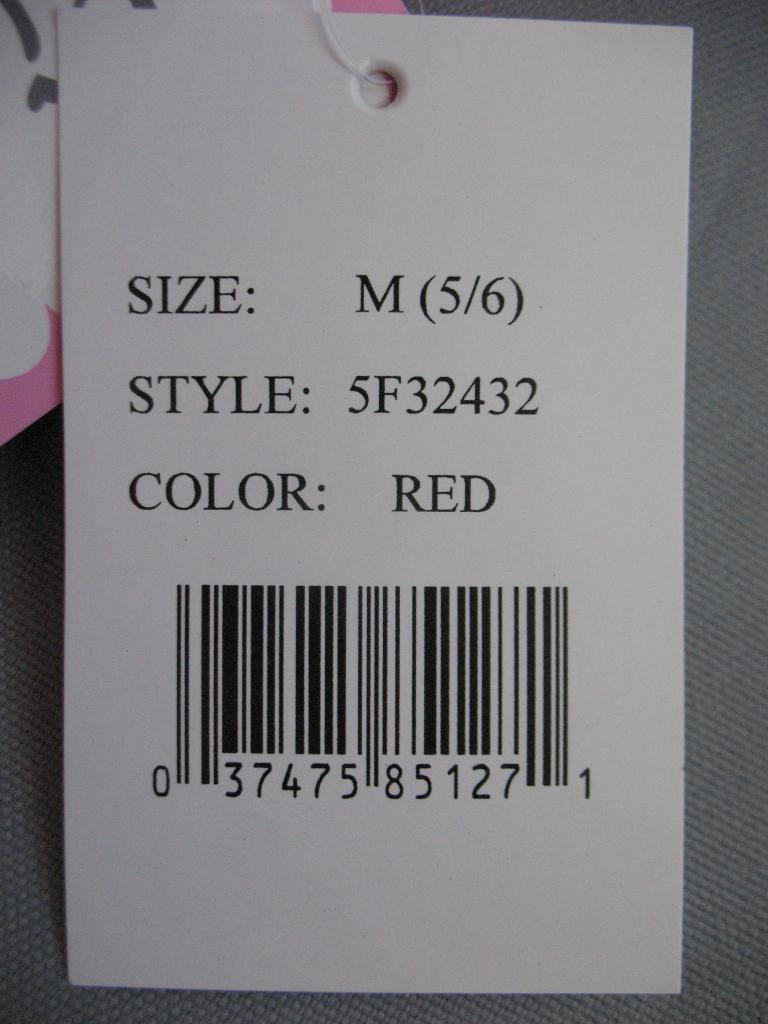 SIZE: M (5/6)
STYLE: 5F32432
COLOR: RED
0 37475 85127 1